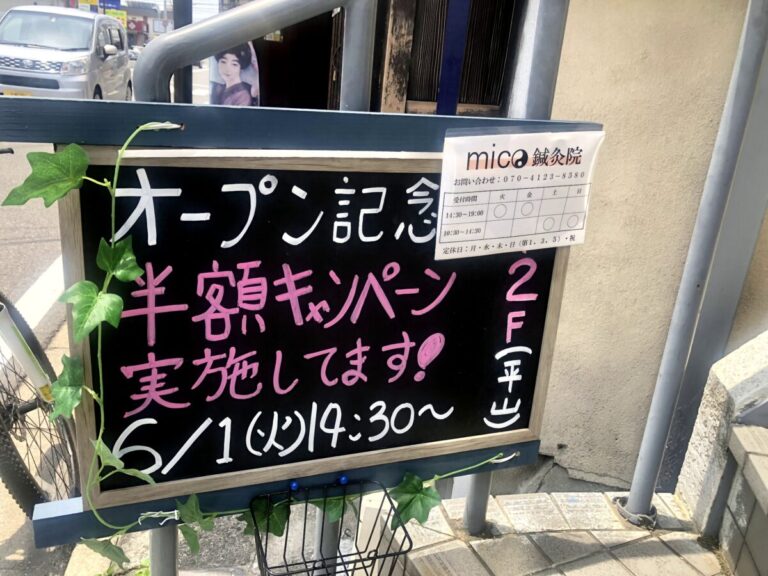 オープン記念
半額キャンペーン
実施してます!
6/1(火)14:30〜
2F(平山)
mico 鍼灸院
お問い合わせ:070-4123-8580
受付時間 火 金 土 日
14:30〜19:00 ○ ○
10:30〜14:30 ○ ○
定休日:月・水・木・日(第1、3、5)・祝